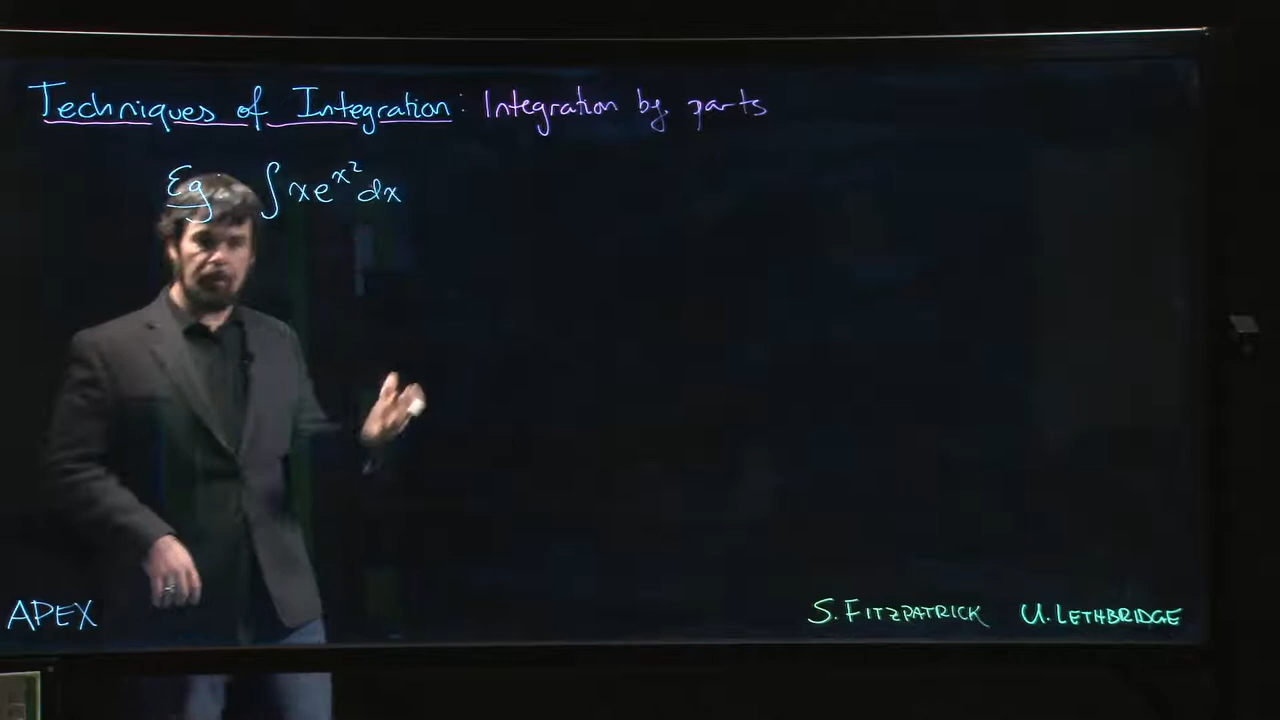 Techniques of Integration: Integration by parts
Eg. ∫xe^{x²}dx
APEX
S. FITZPATRICK U. LETHBRIDGE